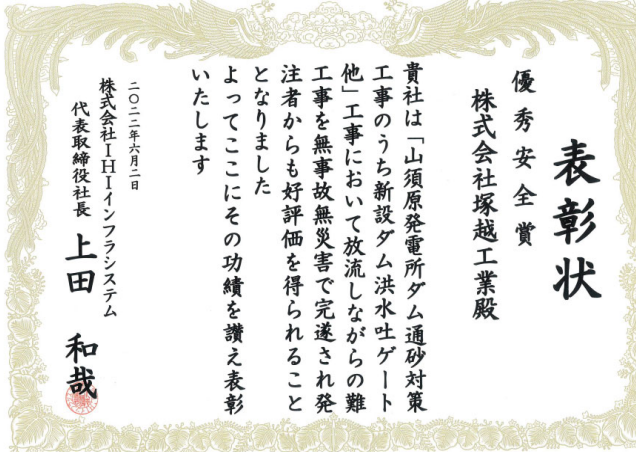 表彰状
優秀安全賞
株式会社塚越工業殿
貴社は「山須原発電所ダム通砂対策
工事のうち新設ダム洪水吐ゲート
他」工事において放流しながらの難
工事を無事故無災害で完遂され発
注者からも好評価を得られること
となりました
よってここにその功績を讃え表彰
いたします
二〇二二年六月二日
株式会社IHIインフラシステム
代表取締役社長 上田 和哉